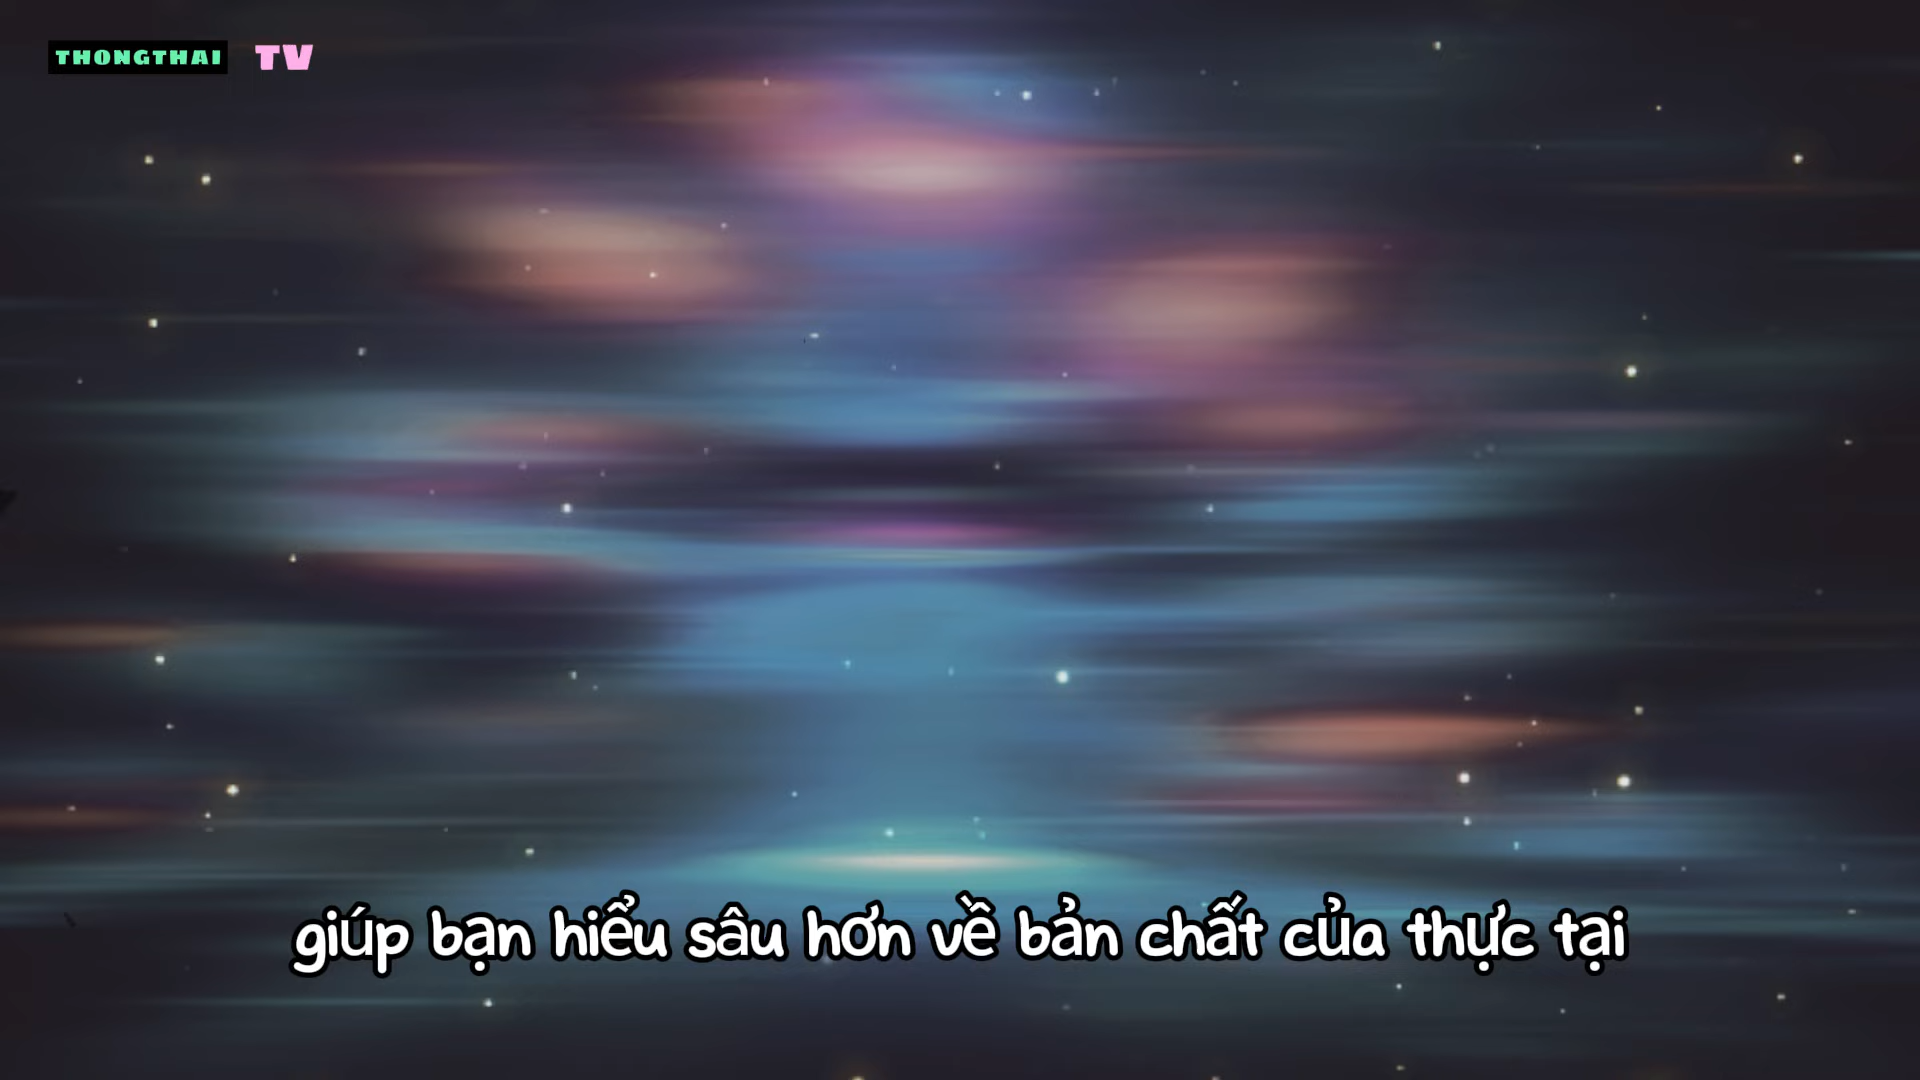 THONGTHAI TV
giúp bạn hiểu sâu hơn về bản chất của thực tại